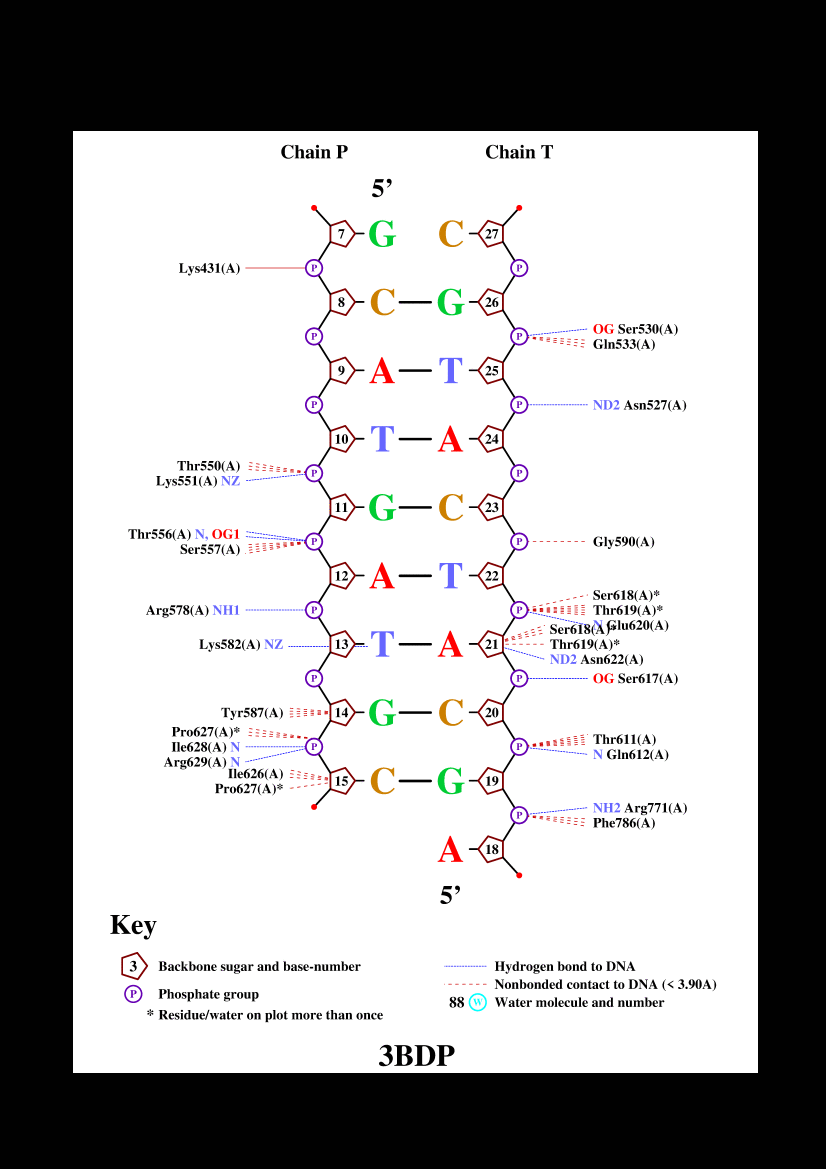 Chain P Chain T
5’
7 G C 27
P P
Lys431(A)
8 C G 26
P P
OG Ser530(A)
Gln533(A)
9 A T 25
P P
ND2 Asn527(A)
10 T A 24
P P
Thr550(A)
Lys551(A) NZ
11 G C 23
P P
Thr556(A) N, OG1
Ser557(A)
Gly590(A)
12 A T 22
P P
Arg578(A) NH1
Ser618(A)*
Thr619(A)*
N Glu620(A)
Lys582(A) NZ
13 T A 21
Ser618(A)*
Thr619(A)*
ND2 Asn622(A)
P P
OG Ser617(A)
Tyr587(A)
14 G C 20
P P
Pro627(A)*
Ile628(A) N
Arg629(A) N
Thr611(A)
N Gln612(A)
Ile626(A)
Pro627(A)*
15 C G 19
P
NH2 Arg771(A)
Phe786(A)
A 18
5’
Key
3 Backbone sugar and base-number
P Phosphate group
* Residue/water on plot more than once
Hydrogen bond to DNA
Nonbonded contact to DNA (< 3.90A)
88 W Water molecule and number
3BDP